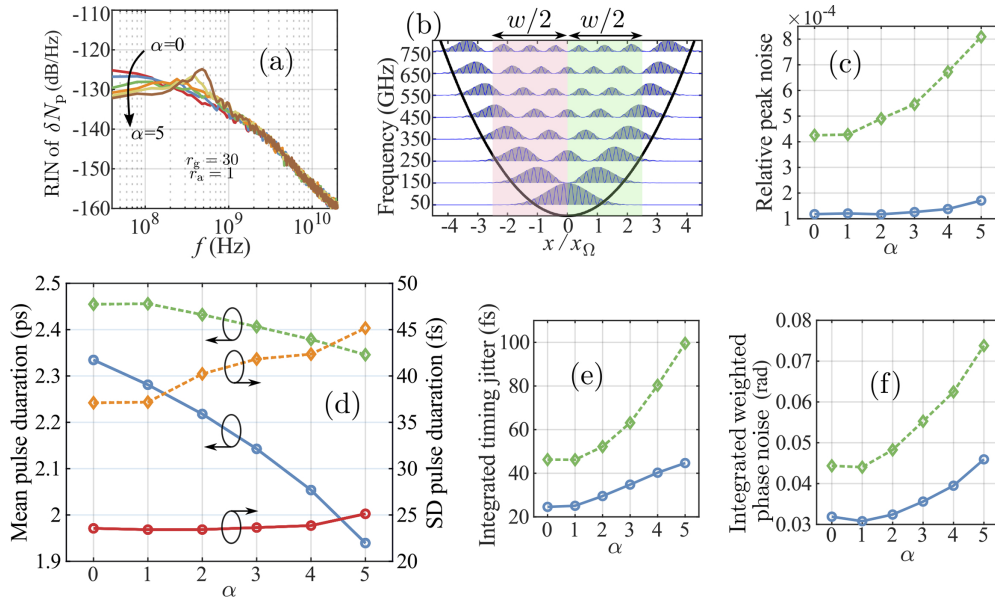 -110
-120
-130
-140
-150
-160
RIN of δN_p (dB/Hz)
α=0
α=5
(a)
r_g = 30
r_a = 1
10^8
10^9
10^10
f (Hz)
(b)
w/2
w/2
750
650
550
450
350
250
150
50
Frequency (GHz)
-4 -3 -2 -1 0 1 2 3 4
x/x_Ω
×10^-4
8
7
6
5
4
3
2
1
Relative peak noise
(c)
0 1 2 3 4 5
α
2.5
2.4
2.3
2.2
2.1
2
1.9
Mean pulse duaration (ps)
(d)
50
45
40
35
30
25
20
SD pulse duaration (fs)
0 1 2 3 4 5
α
100
80
60
40
20
Integrated timing jitter (fs)
(e)
0 1 2 3 4 5
α
0.08
0.07
0.06
0.05
0.04
0.03
Integrated weighted
phase noise (rad)
(f)
0 1 2 3 4 5
α